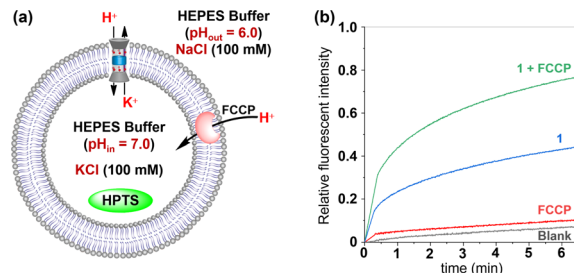 (a)
H⁺
HEPES Buffer
(pHout = 6.0)
NaCl (100 mM)
K⁺
FCCP
H⁺
HEPES Buffer
(pHin = 7.0)
KCl (100 mM)
HPTS
(b)
Relative fluorescent intensity
1.0
0.8
0.6
0.4
0.2
0
0 1 2 3 4 5 6
time (min)
1 + FCCP
1
FCCP
Blank